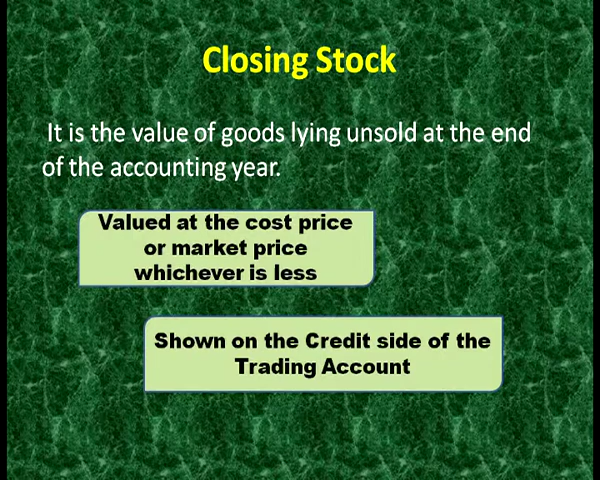 Closing Stock
It is the value of goods lying unsold at the end
of the accounting year.
Valued at the cost price
or market price
whichever is less
Shown on the Credit side of the
Trading Account